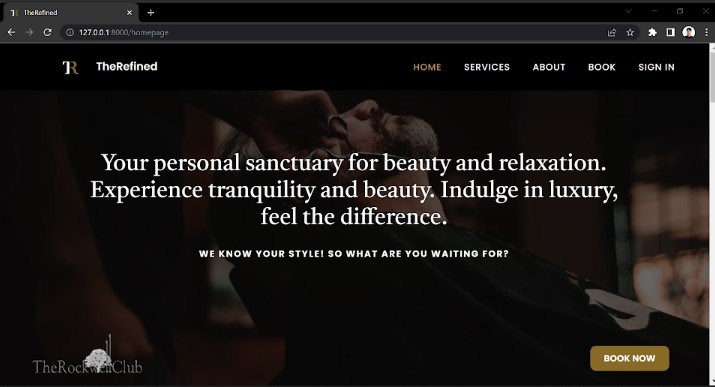 TheRefined
127.0.0.1:8000/homepage
TR
TheRefined
HOME
SERVICES
ABOUT
BOOK
SIGN IN
Your personal sanctuary for beauty and relaxation.
Experience tranquility and beauty. Indulge in luxury,
feel the difference.
WE KNOW YOUR STYLE! SO WHAT ARE YOU WAITING FOR?
TheRockwellClub
BOOK NOW